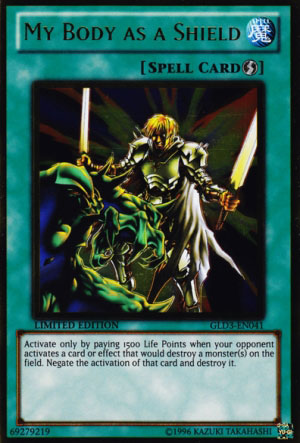 MY BODY AS A SHIELD
[SPELL CARD]
LIMITED EDITION GLD3-EN041
Activate only by paying 1500 Life Points when your opponent
activates a card or effect that would destroy a monster(s) on the
field. Negate the activation of that card and destroy it.
69279219 ©1996 KAZUKI TAKAHASHI